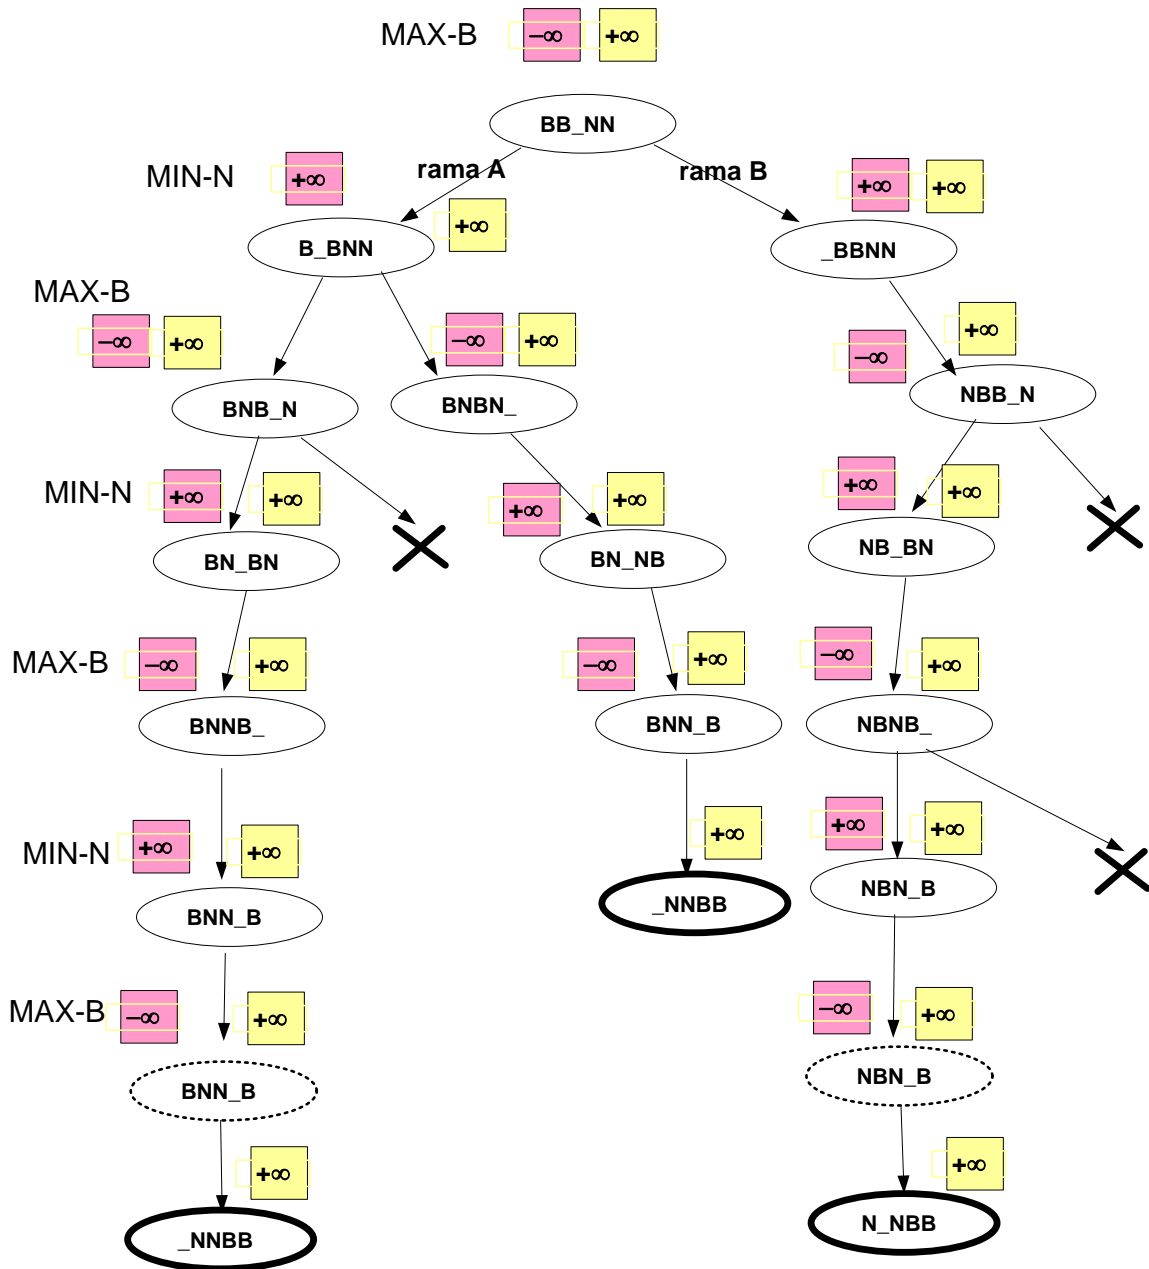 MAX-B −∞ +∞
BB_NN
rama A rama B
MIN-N +∞ +∞ +∞
+∞
B_BNN _BBNN
MAX-B
−∞ +∞ −∞ +∞ −∞ +∞
BNB_N BNBN_ NBB_N
MIN-N +∞ +∞ +∞ +∞ +∞ +∞
BN_BN BN_NB NB_BN
MAX-B −∞ +∞ −∞ +∞ −∞ +∞
BNNB_ BNN_B NBNB_
MIN-N +∞ +∞ +∞ +∞ +∞
BNN_B _NNBB NBN_B
MAX-B −∞ +∞ −∞ +∞
BNN_B NBN_B
+∞ +∞
_NNBB N_NBB